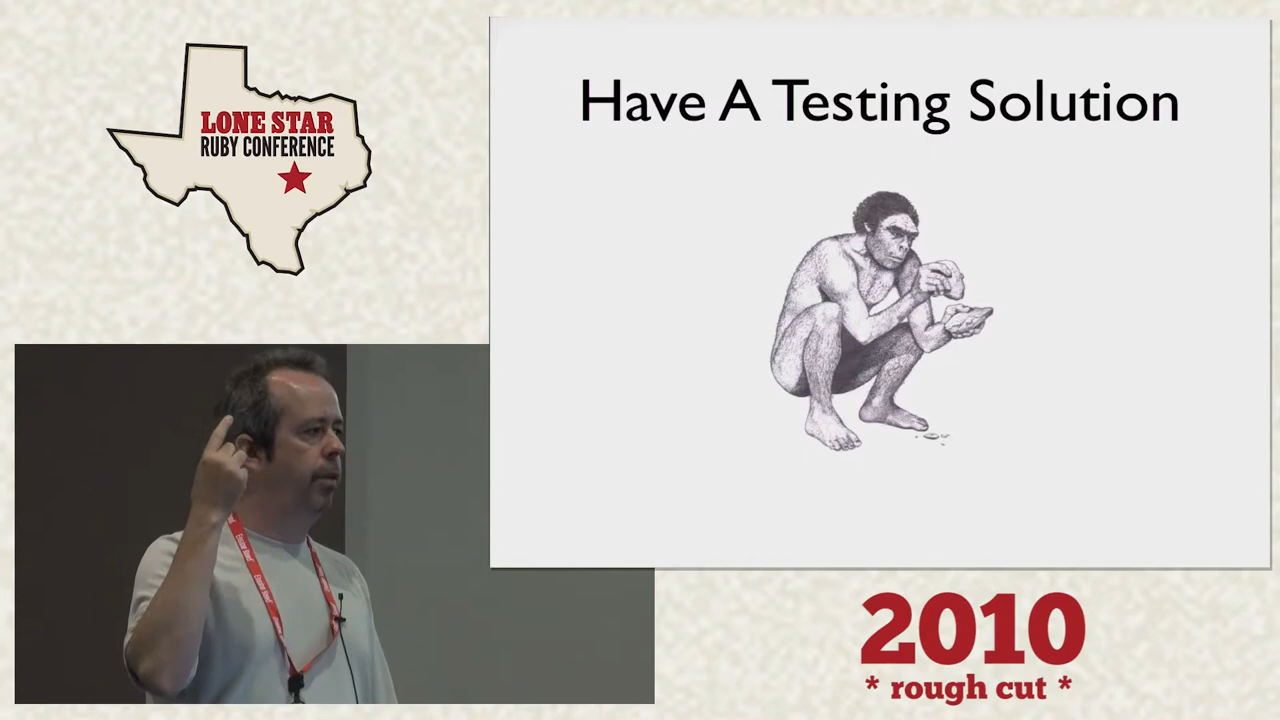 LONE STAR
RUBY CONFERENCE
Have A Testing Solution
2010
* rough cut *